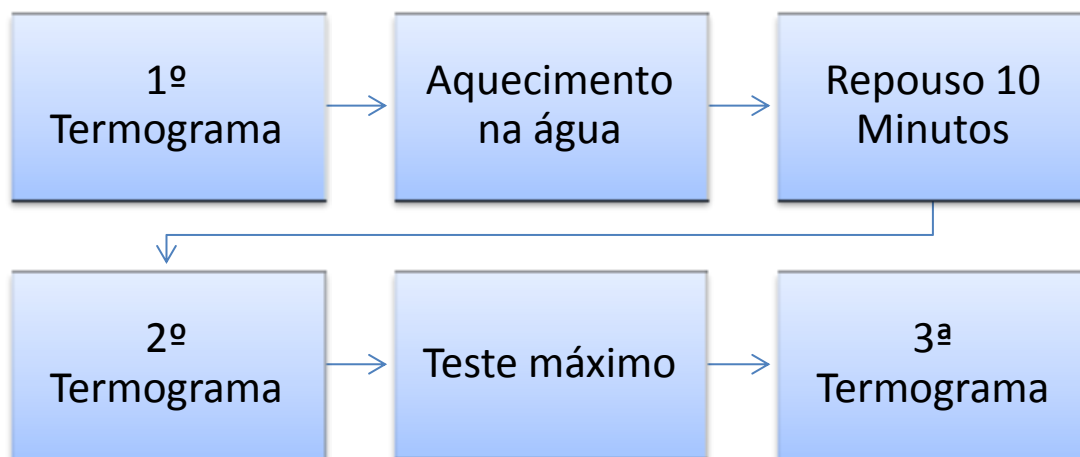 1º
Termograma
Aquecimento
na água
Repouso 10
Minutos
2º
Termograma
Teste máximo
3ª
Termograma